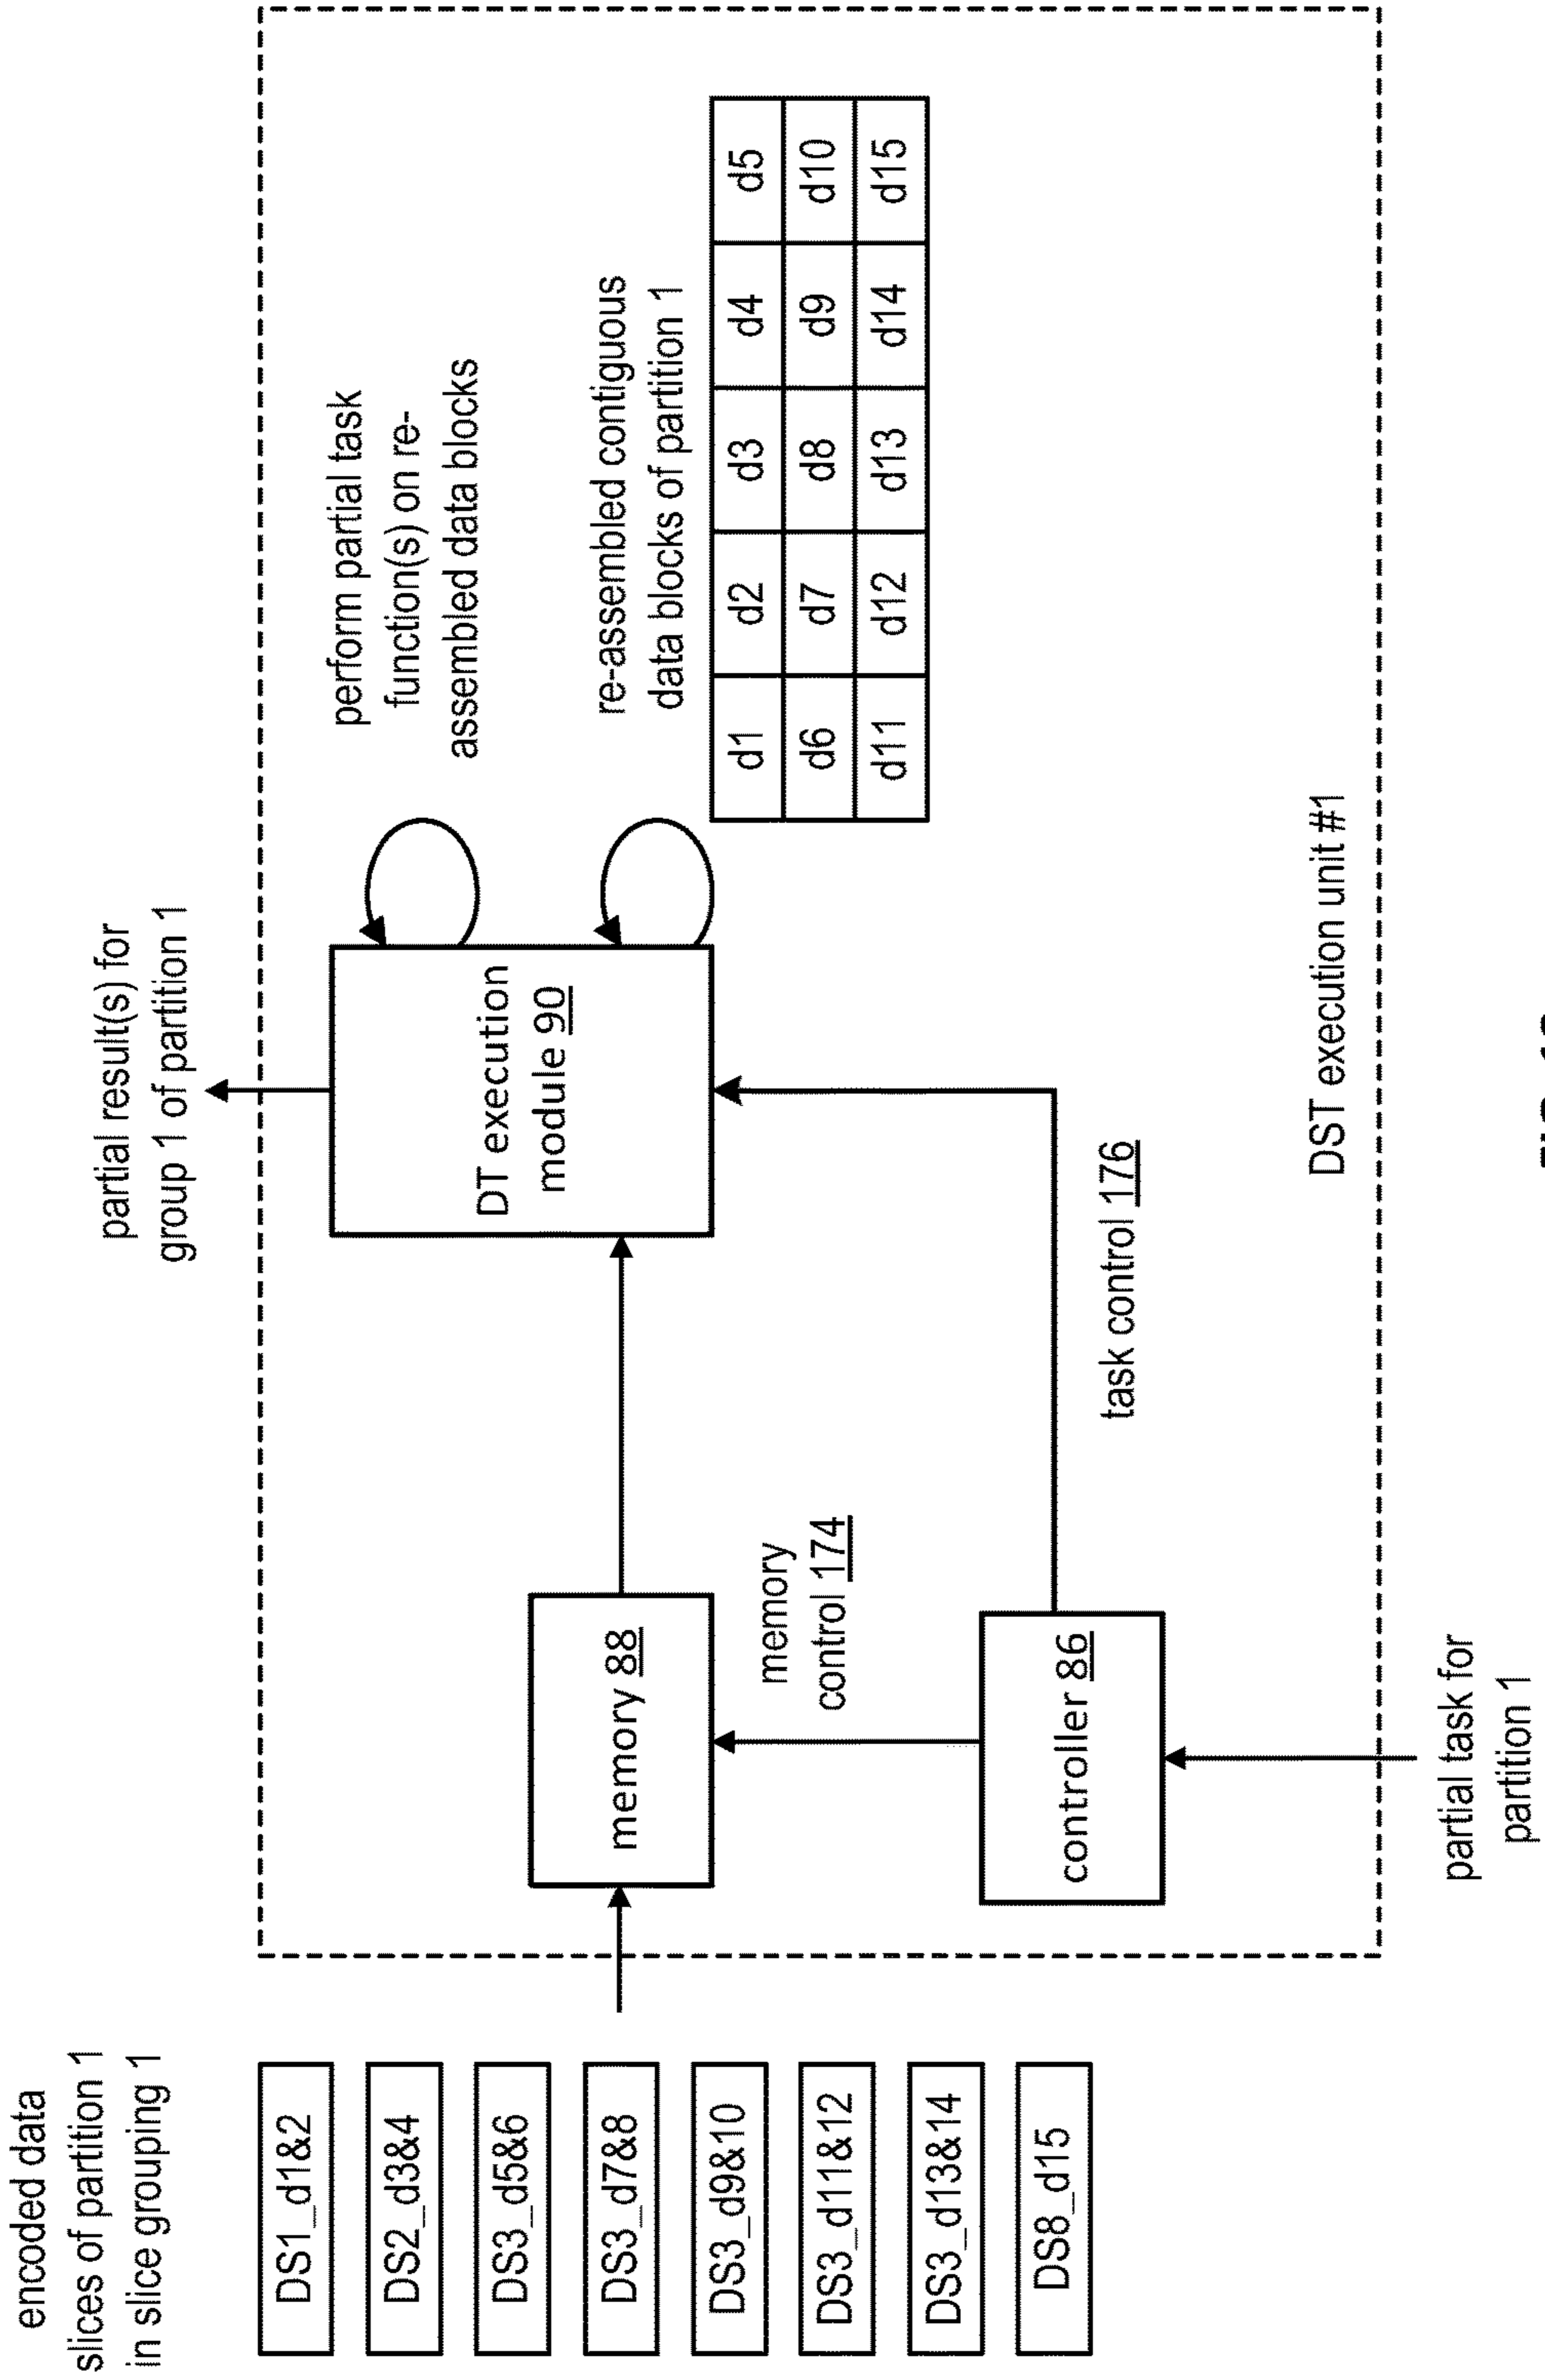 encoded data
slices of partition 1
in slice grouping 1
DS1_d1&2
DS2_d3&4
DS3_d5&6
DS3_d7&8
DS3_d9&10
DS3_d11&12
DS3_d13&14
DS8_d15
partial result(s) for
group 1 of partition 1
memory 88
DT execution
module 90
perform partial task
function(s) on re-
assembled data blocks
re-assembled contiguous
data blocks of partition 1
d1 d2 d3 d4 d5
d6 d7 d8 d9 d10
d11 d12 d13 d14 d15
memory
control 174
task control 176
controller 86
partial task for
partition 1
DST execution unit #1